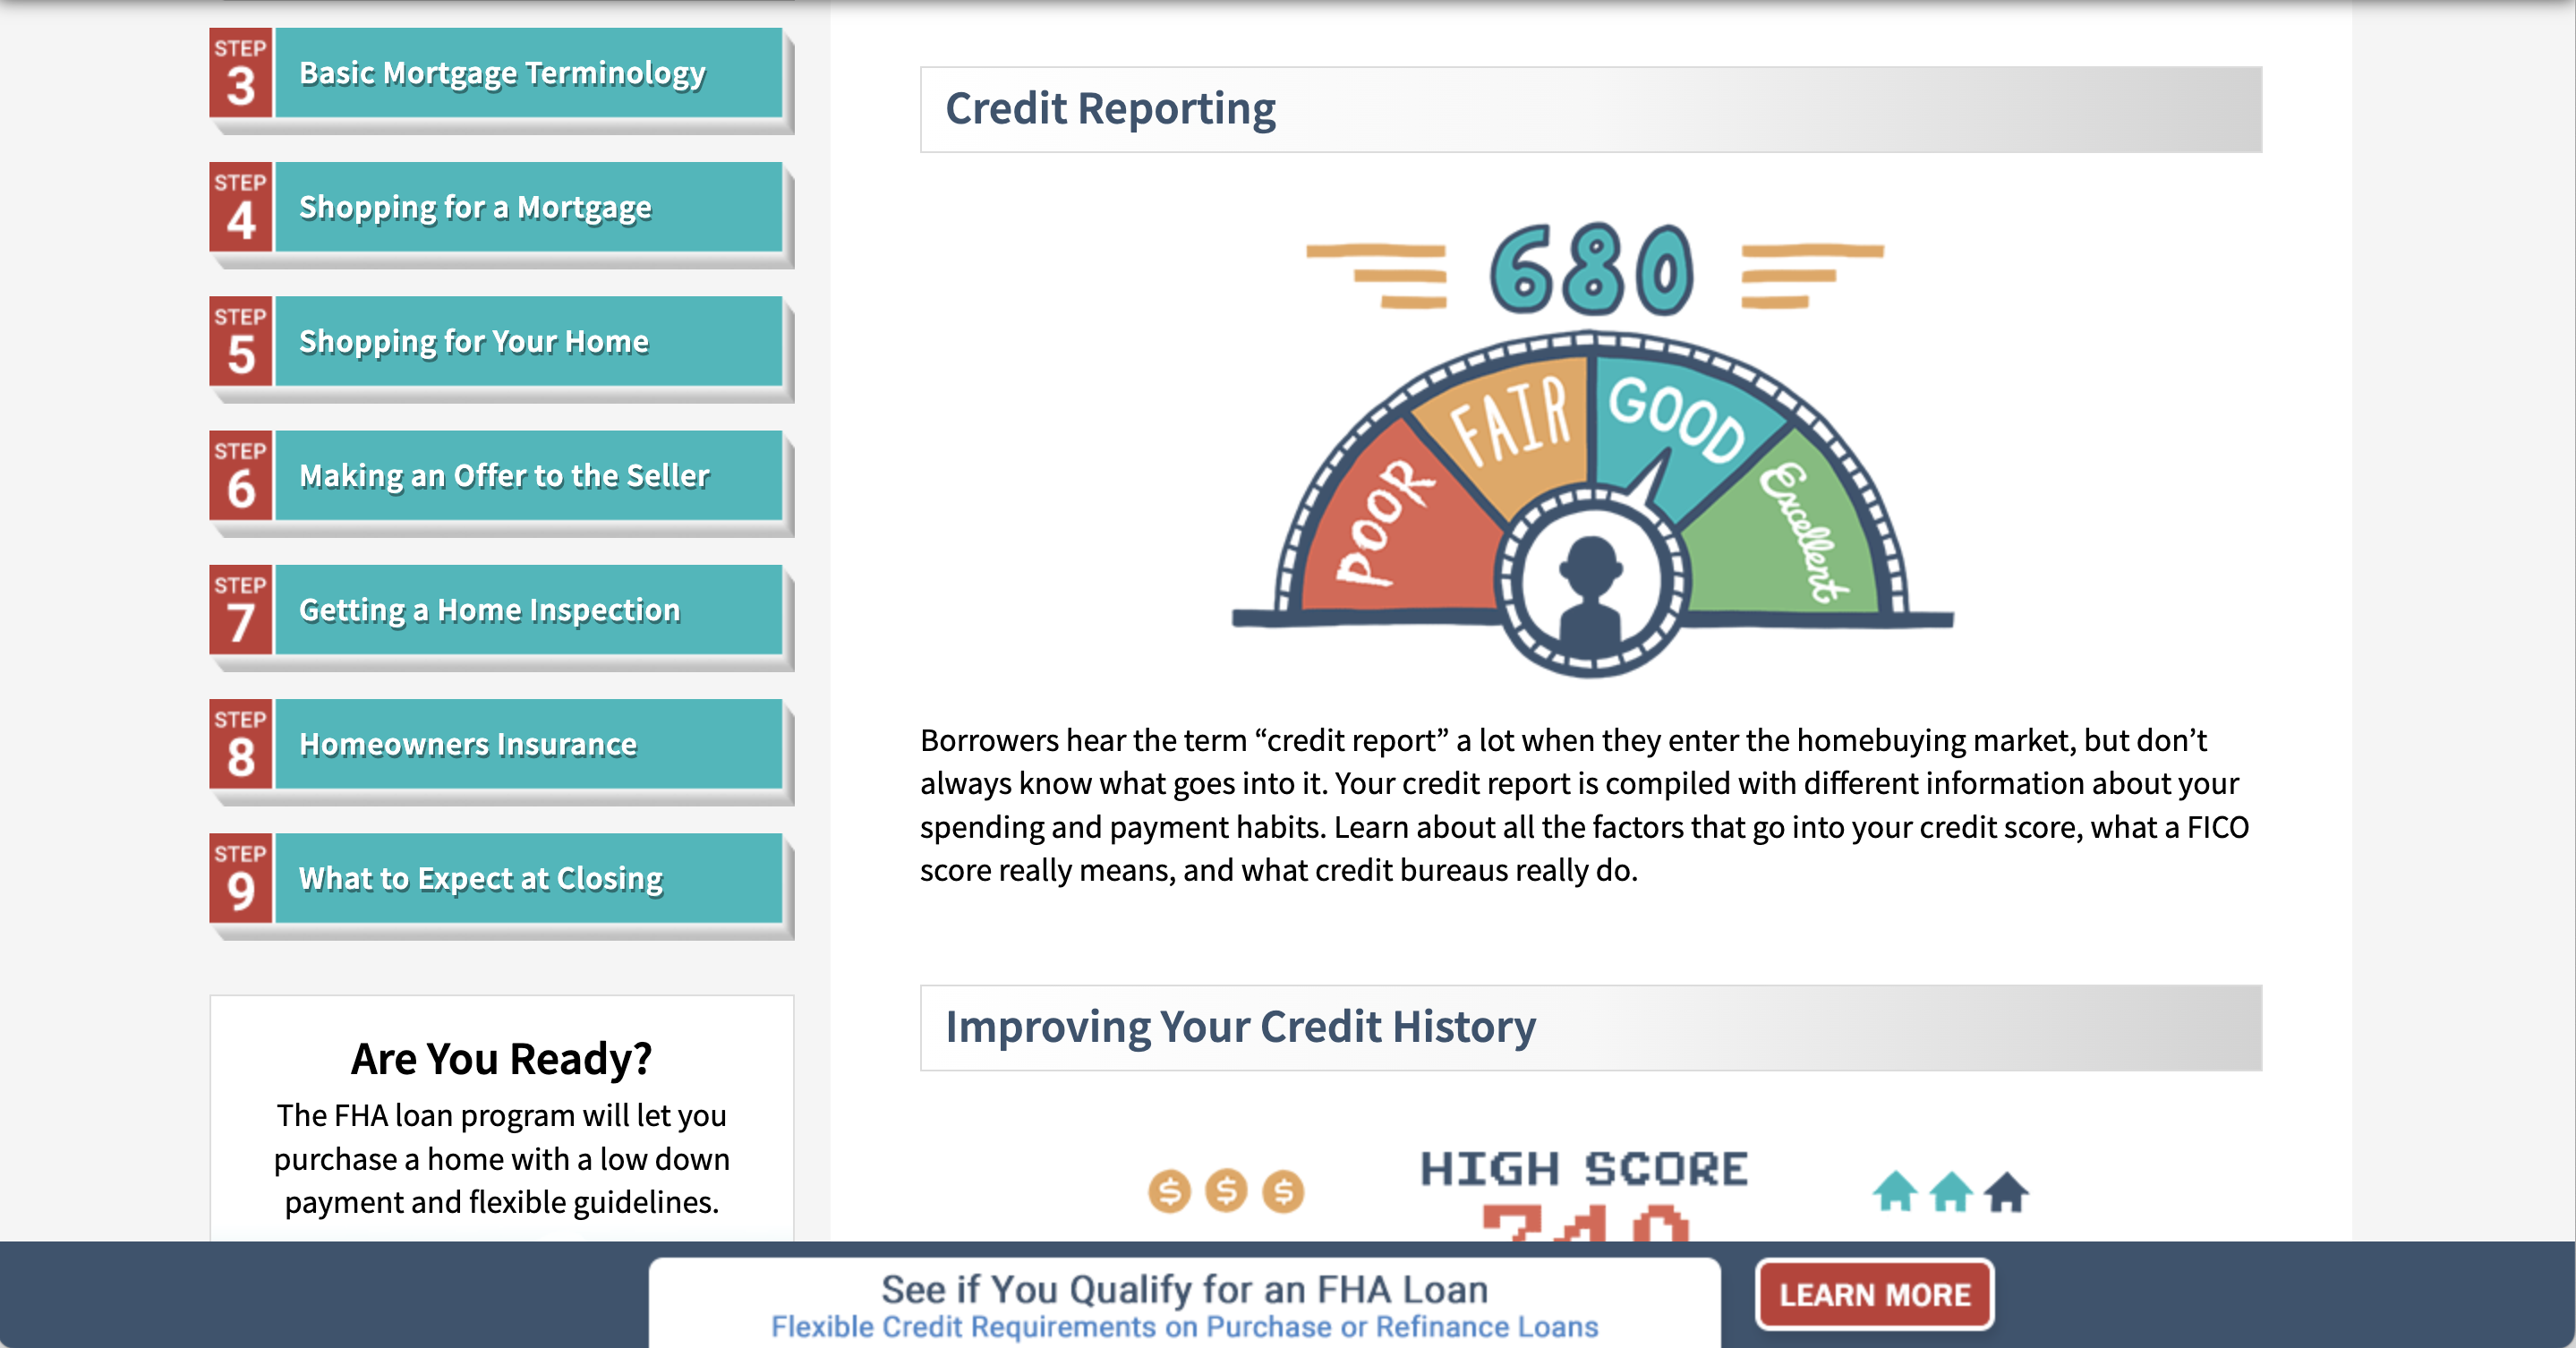 STEP
3
Basic Mortgage Terminology
STEP
4
Shopping for a Mortgage
STEP
5
Shopping for Your Home
STEP
6
Making an Offer to the Seller
STEP
7
Getting a Home Inspection
STEP
8
Homeowners Insurance
STEP
9
What to Expect at Closing
Are You Ready?
The FHA loan program will let you
purchase a home with a low down
payment and flexible guidelines.
Credit Reporting
680
POOR
FAIR
GOOD
Excellent
Borrowers hear the term “credit report” a lot when they enter the homebuying market, but don’t
always know what goes into it. Your credit report is compiled with different information about your
spending and payment habits. Learn about all the factors that go into your credit score, what a FICO
score really means, and what credit bureaus really do.
Improving Your Credit History
$ $ $
HIGH SCORE
740
See if You Qualify for an FHA Loan
Flexible Credit Requirements on Purchase or Refinance Loans
LEARN MORE